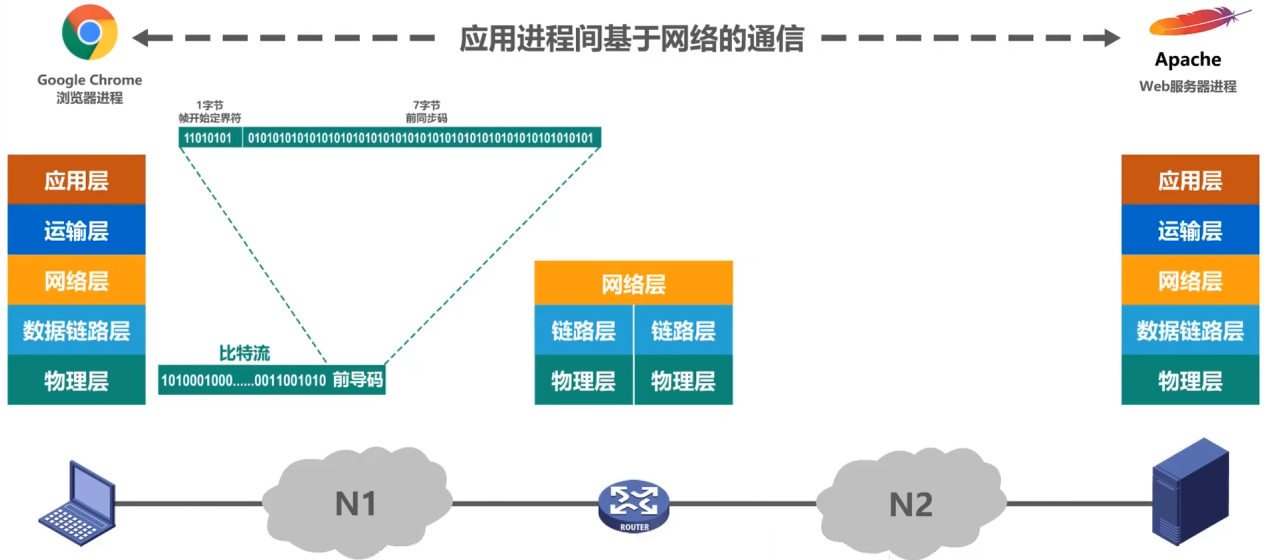 应用进程间基于网络的通信
Google Chrome
浏览器进程
Apache
Web服务器进程
1字节
帧开始定界符
7字节
前同步码
11010101
01010101010101010101010101010101010101010101010101010101
应用层
运输层
网络层
数据链路层
物理层
比特流
1010001000......0011001010 前导码
网络层
链路层 链路层
物理层 物理层
应用层
运输层
网络层
数据链路层
物理层
N1
ROUTER
N2